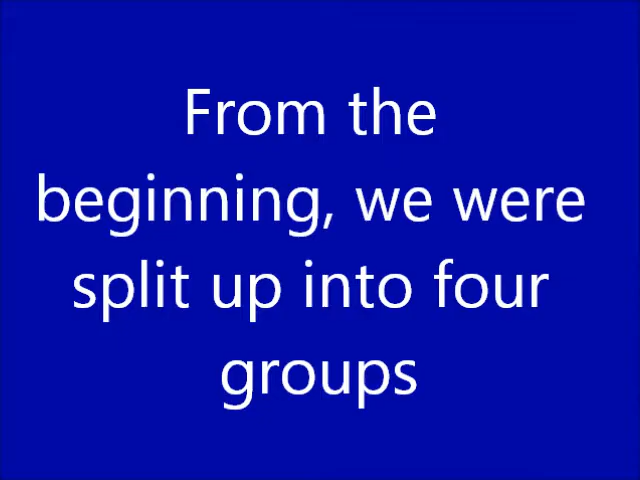 From the
beginning, we were
split up into four
groups